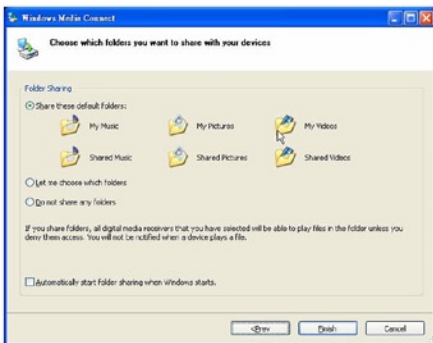 Windows Media Connect
Choose which folders you want to share with your devices
Folder Sharing
Share these default folders:
My Music My Pictures My Videos
Shared Music Shared Pictures Shared Videos
Let me choose which folders
Do not share any folders
If you share folders, all digital media receivers that you have selected will be able to play files in the folder unless you
deny them access. You will not be notified when a device plays a file.
Automatically start folder sharing when Windows starts.
<Prev Finish Cancel